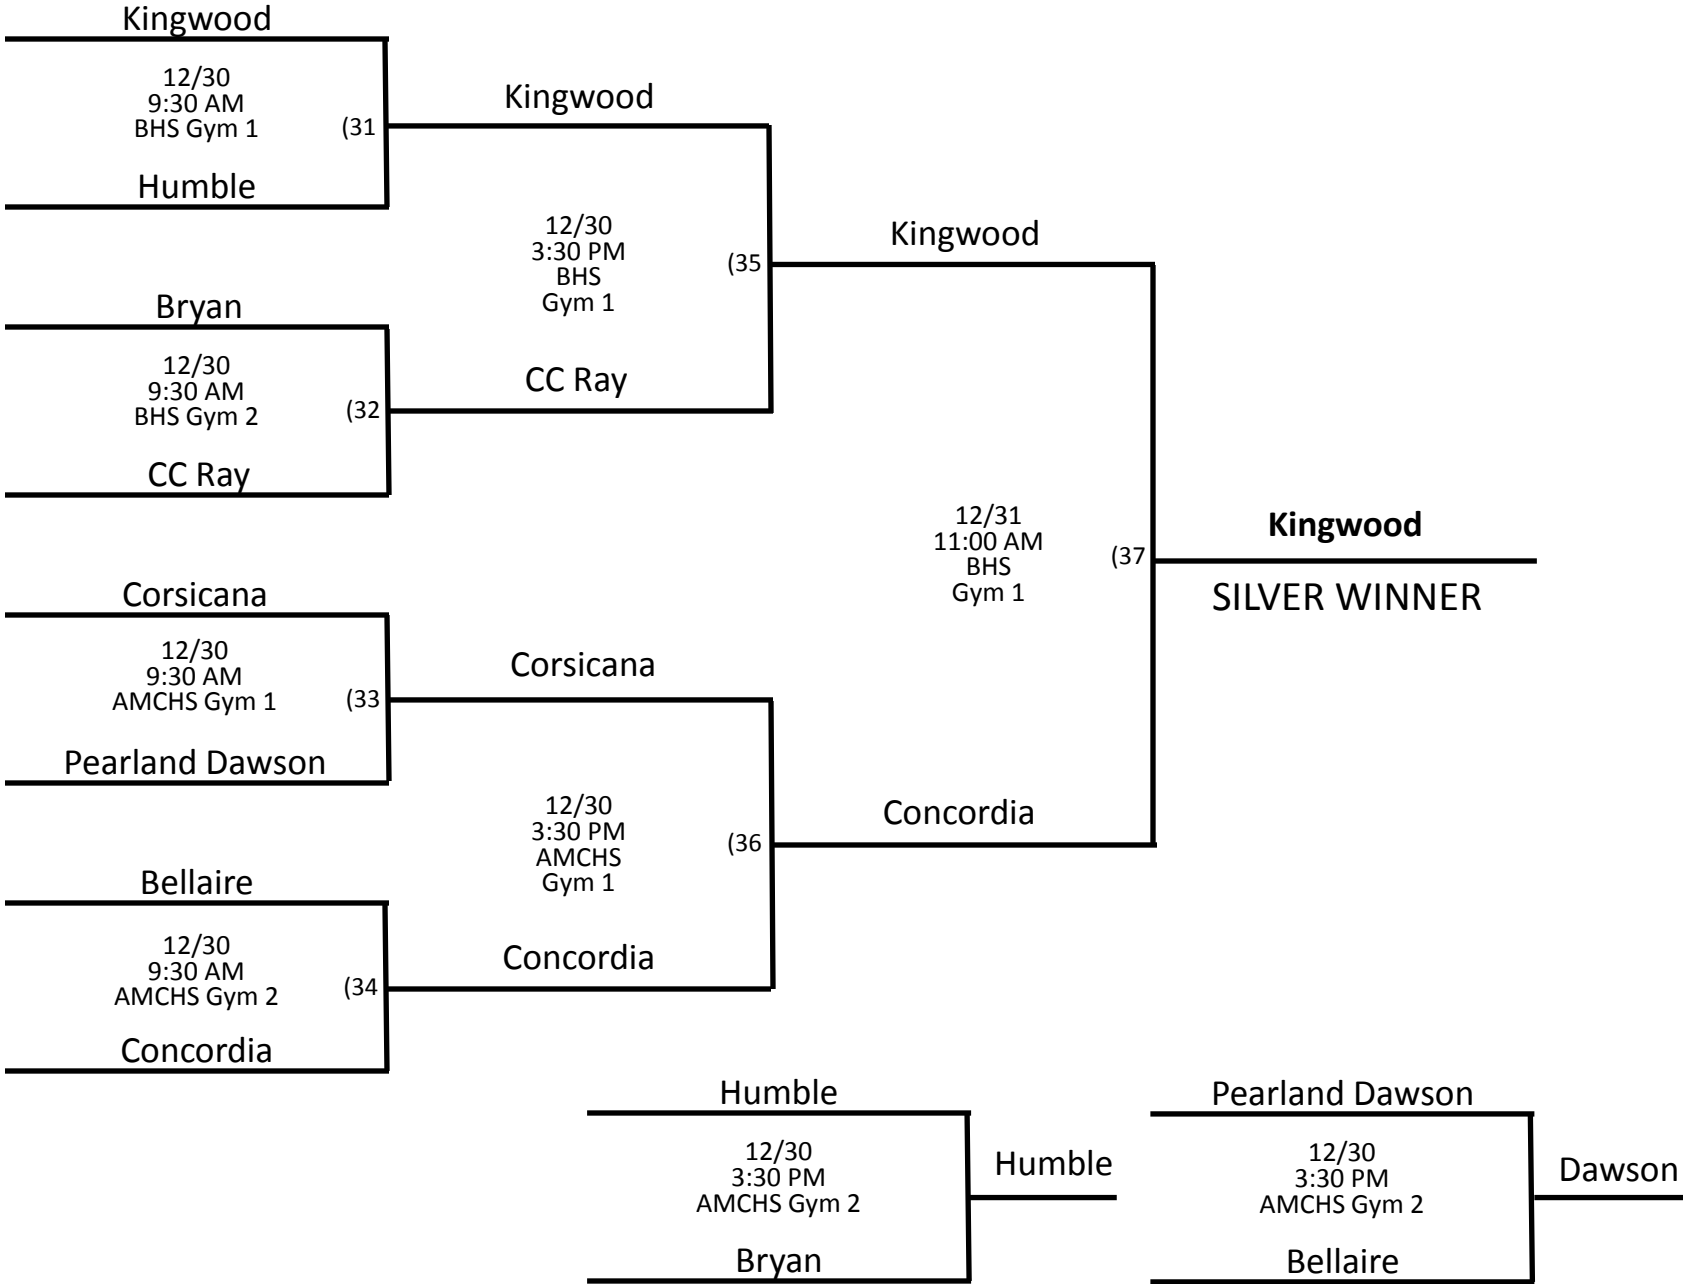 Kingwood
12/30
9:30 AM
BHS Gym 1
(31
Humble
Kingwood
12/30
3:30 PM
BHS
Gym 1
(35
Bryan
12/30
9:30 AM
BHS Gym 2
(32
CC Ray
CC Ray
Kingwood
12/31
11:00 AM
BHS
Gym 1
(37
Kingwood
SILVER WINNER
Corsicana
12/30
9:30 AM
AMCHS Gym 1
(33
Pearland Dawson
Corsicana
12/30
3:30 PM
AMCHS
Gym 1
(36
Concordia
Bellaire
12/30
9:30 AM
AMCHS Gym 2
(34
Concordia
Concordia
Humble
12/30
3:30 PM
AMCHS Gym 2
Bryan
Humble
Pearland Dawson
12/30
3:30 PM
AMCHS Gym 2
Bellaire
Dawson